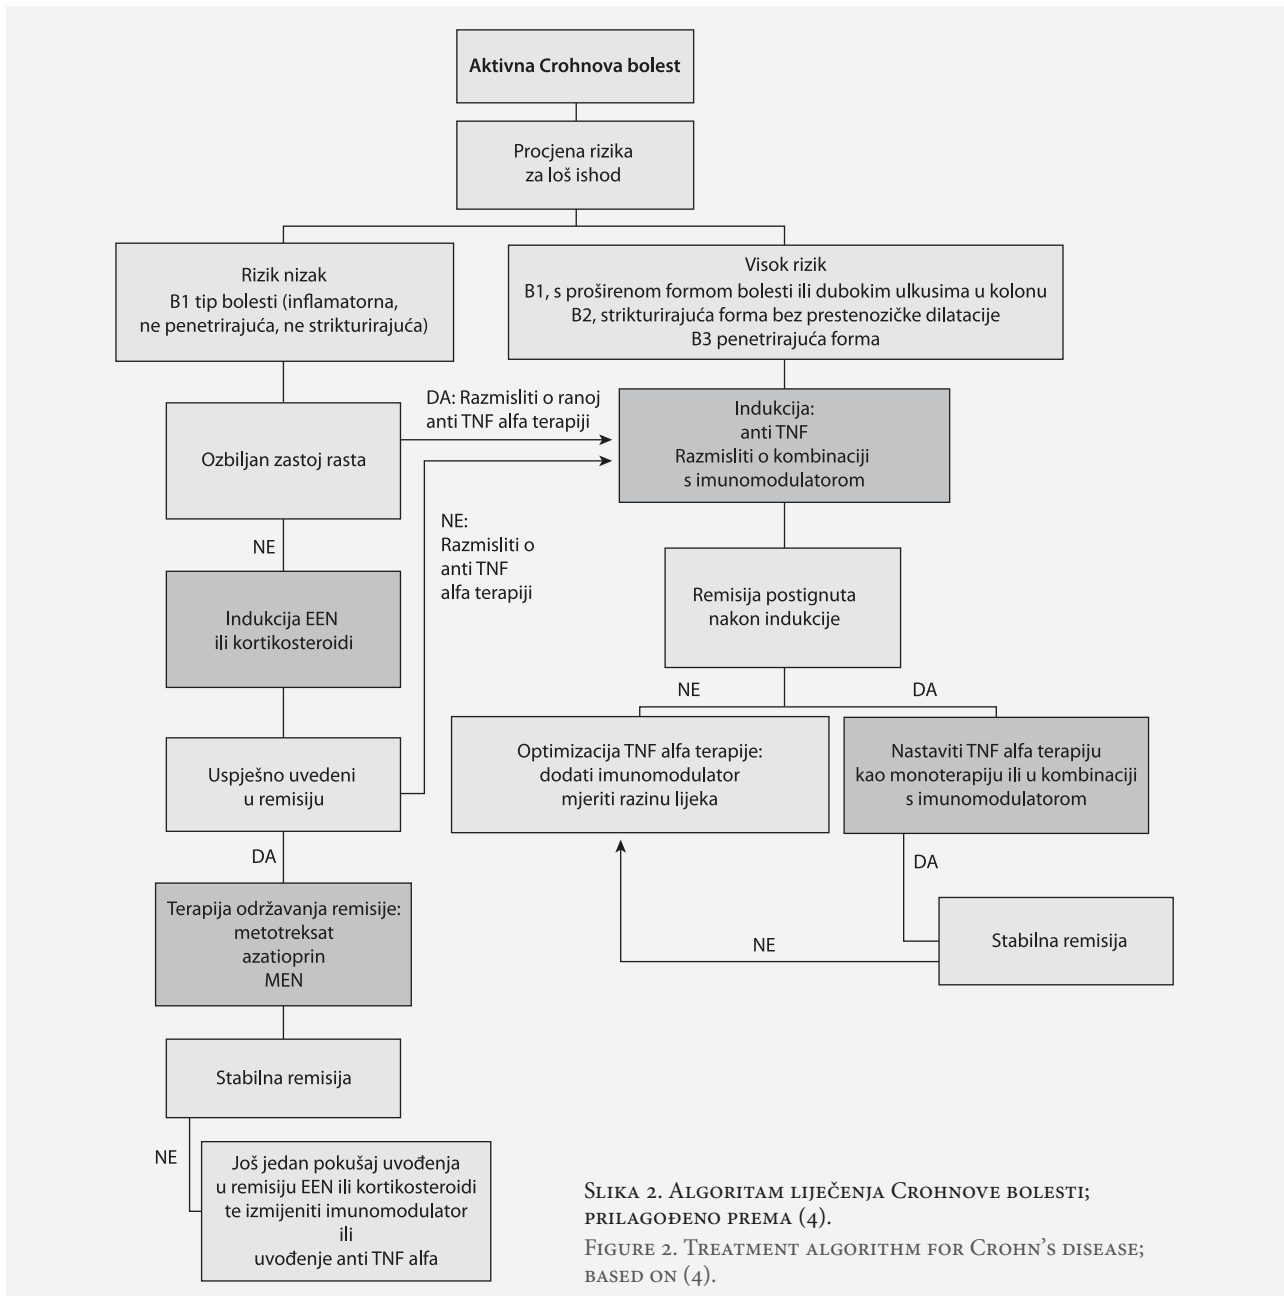 Aktivna Crohnova bolest
Procjena rizika
za loš ishod
Rizik nizak
B1 tip bolesti (inflamatorna,
ne penetrirajuća, ne strikturirajuća)
Visok rizik
B1, s proširenom formom bolesti ili dubokim ulkusima u kolonu
B2, strikturirajuća forma bez prestenozičke dilatacije
B3 penetrirajuća forma
Ozbiljan zastoj rasta
DA: Razmisliti o ranoj
anti TNF alfa terapiji
Indukcija:
anti TNF
Razmisliti o kombinaciji
s imunomodulatorom
NE
NE:
Razmisliti o
anti TNF
alfa terapiji
Indukcija EEN
ili kortikosteroidi
Remisija postignuta
nakon indukcije
NE
DA
Uspješno uvedeni
u remisiju
Optimizacija TNF alfa terapije:
dodati imunomodulator
mjeriti razinu lijeka
Nastaviti TNF alfa terapiju
kao monoterapiju ili u kombinaciji
s imunomodulatorom
DA
DA
Terapija održavanja remisije:
metotreksat
azatioprin
MEN
NE
Stabilna remisija
Stabilna remisija
NE
Još jedan pokušaj uvođenja
u remisiju EEN ili kortikosteroidi
te izmijeniti imunomodulator
ili
uvođenje anti TNF alfa
Slika 2. Algoritam liječenja Crohnove bolesti;
prilagođeno prema (4).
Figure 2. Treatment algorithm for Crohn's disease;
based on (4).